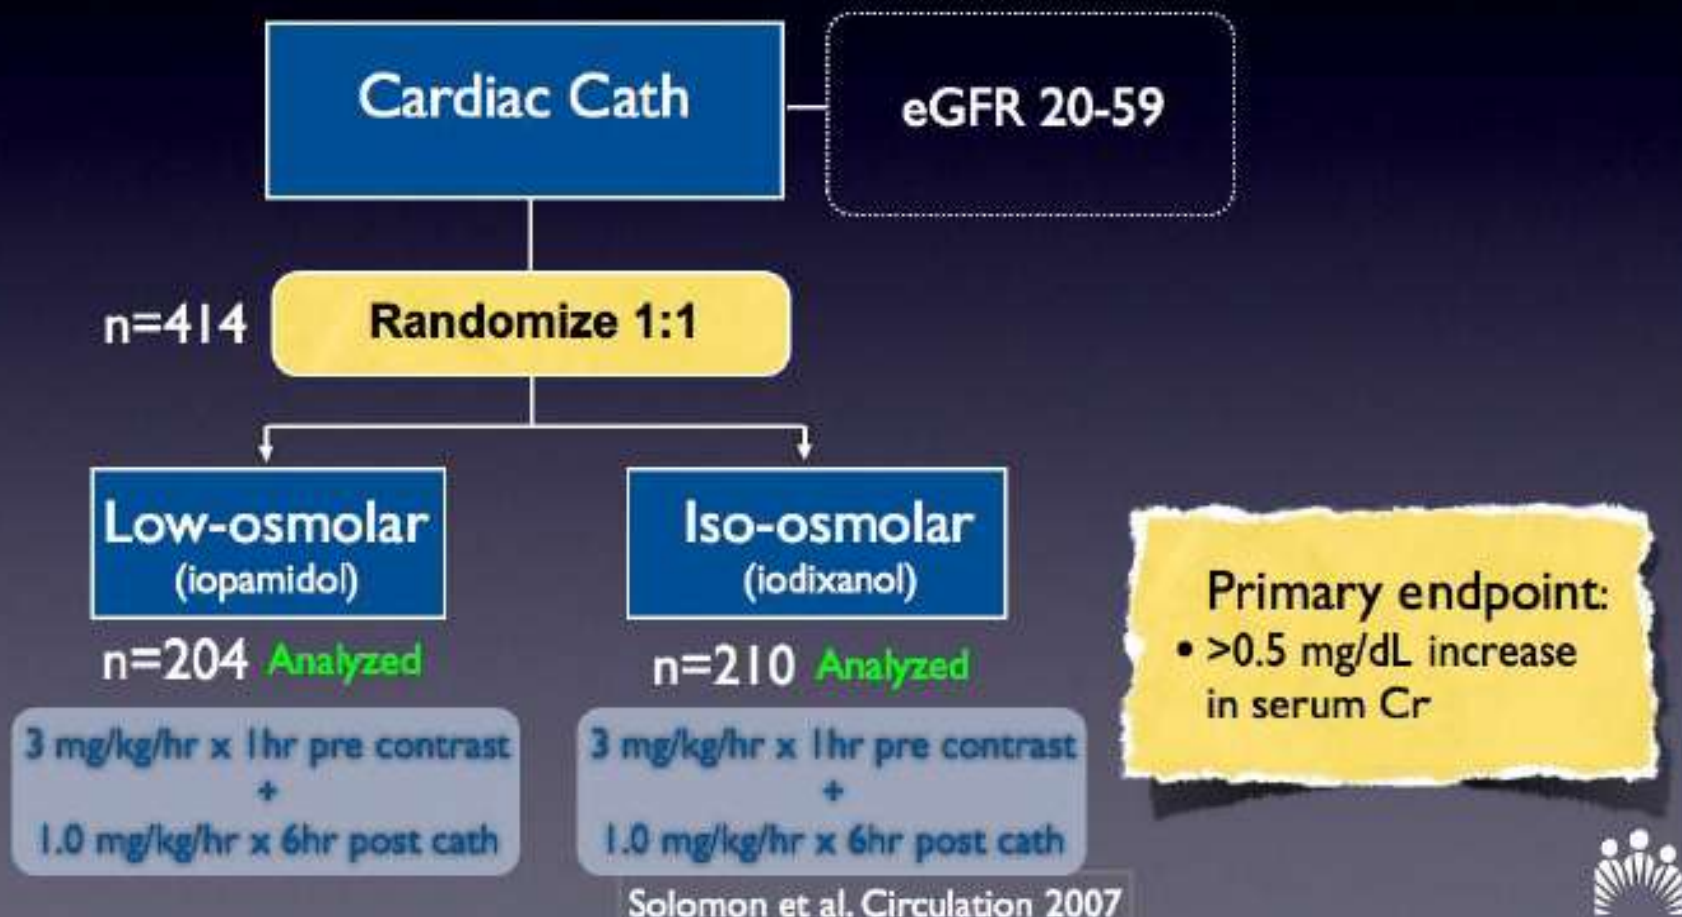 Cardiac Cath
eGFR 20-59
n=414
Randomize 1:1
Low-osmolar
(iopamidol)
Iso-osmolar
(iodixanol)
n=204 Analyzed
n=210 Analyzed
3 mg/kg/hr x 1hr pre contrast
+
1.0 mg/kg/hr x 6hr post cath
3 mg/kg/hr x 1hr pre contrast
+
1.0 mg/kg/hr x 6hr post cath
Primary endpoint:
• >0.5 mg/dL increase
in serum Cr
Solomon et al. Circulation 2007